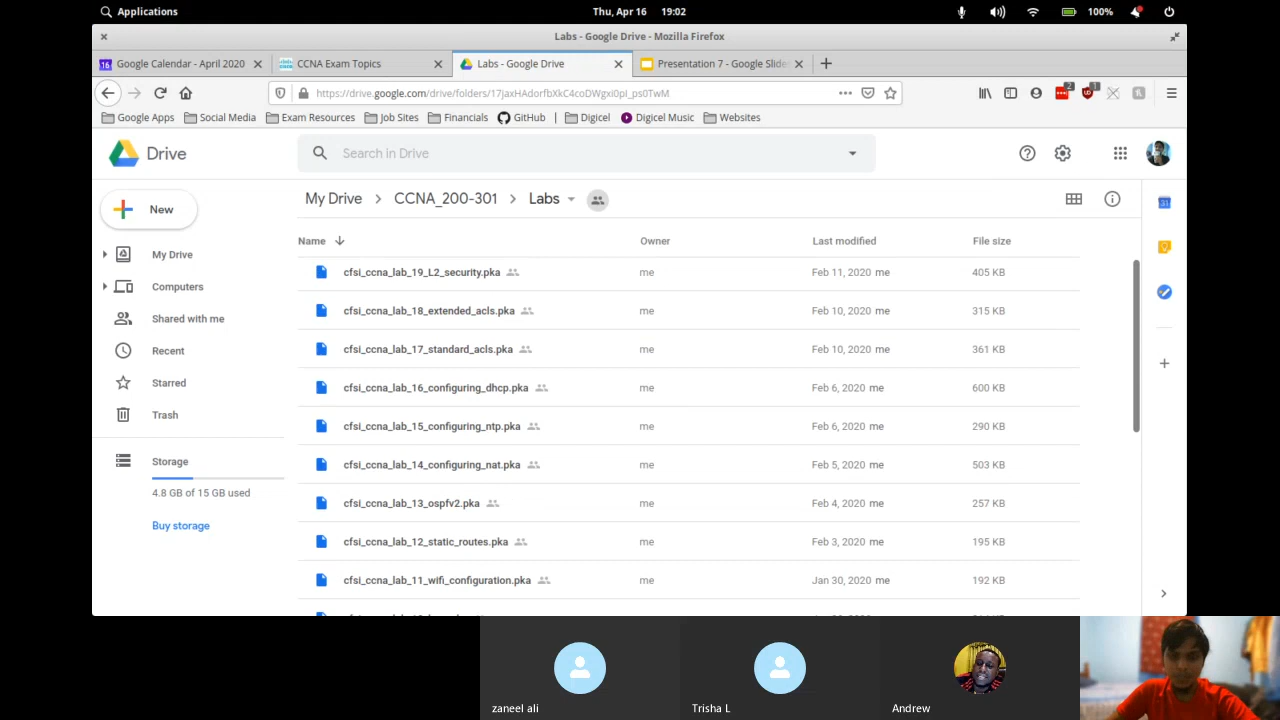 Applications
Thu, Apr 16 19:02
100%
Labs - Google Drive - Mozilla Firefox
16 Google Calendar - April 2020
CCNA Exam Topics
Labs - Google Drive
Presentation 7 - Google Slide
https://drive.google.com/drive/folders/17jaxHAdorfbXkC4coDWgxi0pI_ps0TwM
2
1
Google Apps Social Media Exam Resources Job Sites Financials GitHub Digicel Digicel Music Websites
Drive
Search in Drive
New
My Drive CCNA_200-301 Labs
31
Name Owner Last modified File size
My Drive
Computers
Shared with me
Recent
Starred
Trash
Storage
4.8 GB of 15 GB used
Buy storage
cfsi_ccna_lab_19_L2_security.pka me Feb 11, 2020 me 405 KB
cfsi_ccna_lab_18_extended_acls.pka me Feb 10, 2020 me 315 KB
cfsi_ccna_lab_17_standard_acls.pka me Feb 10, 2020 me 361 KB
cfsi_ccna_lab_16_configuring_dhcp.pka me Feb 6, 2020 me 600 KB
cfsi_ccna_lab_15_configuring_ntp.pka me Feb 6, 2020 me 290 KB
cfsi_ccna_lab_14_configuring_nat.pka me Feb 5, 2020 me 503 KB
cfsi_ccna_lab_13_ospfv2.pka me Feb 4, 2020 me 257 KB
cfsi_ccna_lab_12_static_routes.pka me Feb 3, 2020 me 195 KB
cfsi_ccna_lab_11_wifi_configuration.pka me Jan 30, 2020 me 192 KB
zaneel ali
Trisha L
Andrew